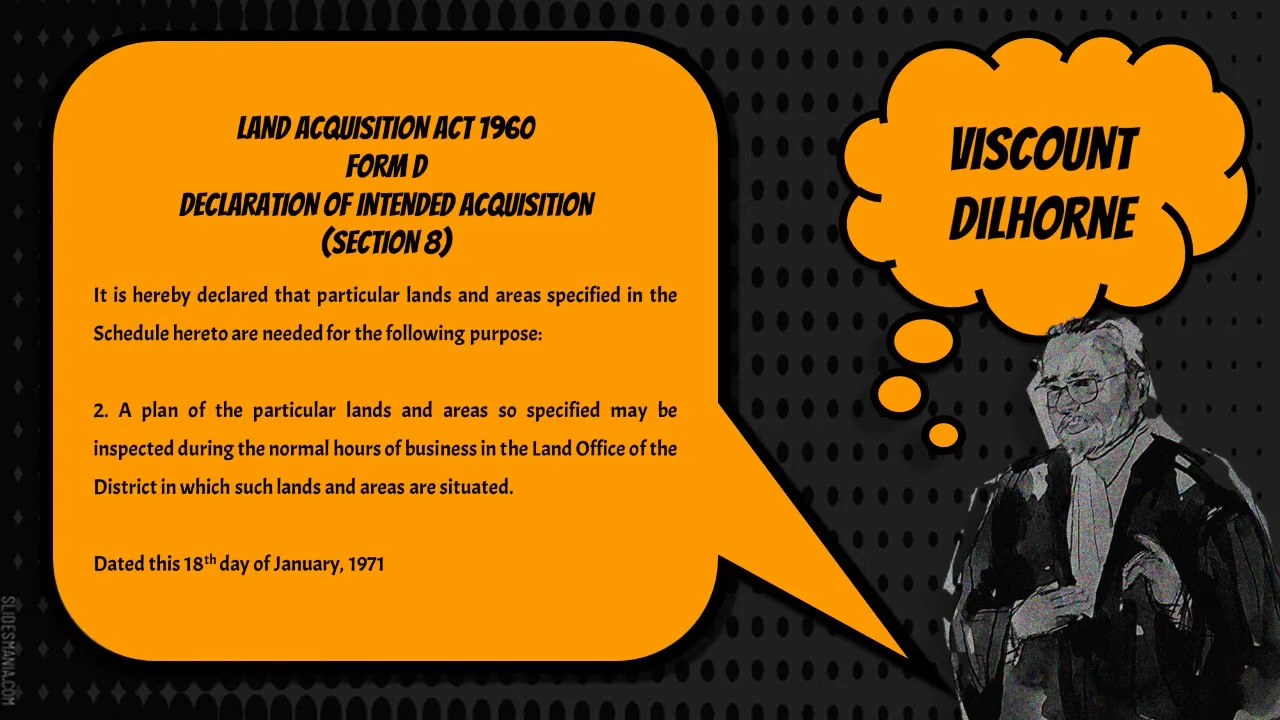 LAND ACQUISITION ACT 1960
FORM D
DECLARATION OF INTENDED ACQUISITION
(SECTION 8)
It is hereby declared that particular lands and areas specified in the
Schedule hereto are needed for the following purpose:
2. A plan of the particular lands and areas so specified may be
inspected during the normal hours of business in the Land Office of the
District in which such lands and areas are situated.
Dated this 18th day of January, 1971
VISCOUNT
DILHORNE
SLIDESMANIA.COM